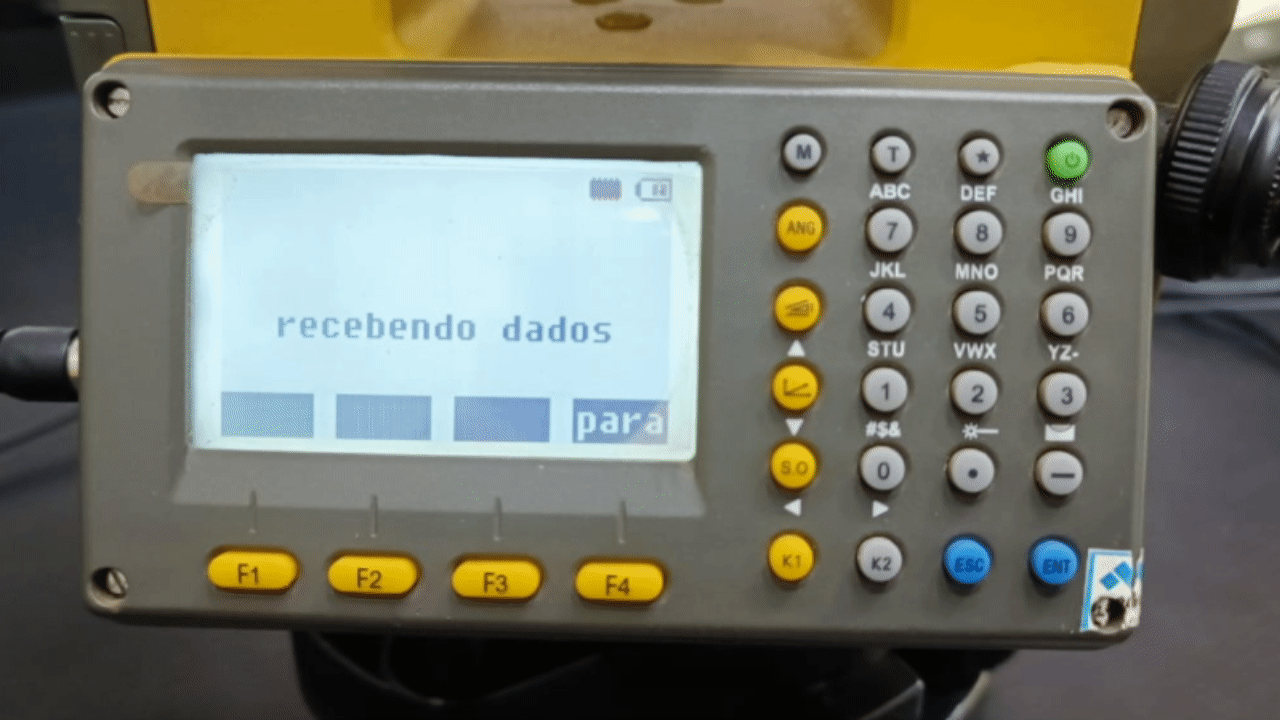 recebendo dados
para
F1 F2 F3 F4
M T ★
ABC DEF GHI
ANG 7 8 9
JKL MNO PQR
4 5 6
STU VWX YZ-
1 2 3
#$&
S.O 0 • —
K1 K2 ESC ENT